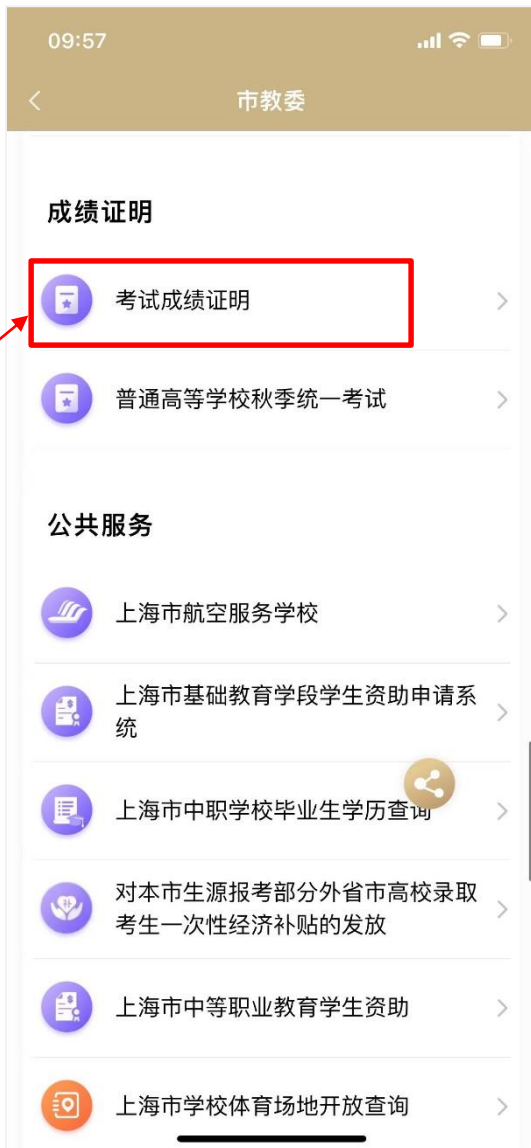 09:57
市教委
成绩证明
考试成绩证明
普通高等学校秋季统一考试
公共服务
上海市航空服务学校
上海市基础教育学段学生资助申请系
统
上海市中职学校毕业生学历查询
对本市生源报考部分外省市高校录取
考生一次性经济补贴的发放
上海市中等职业教育学生资助
上海市学校体育场地开放查询